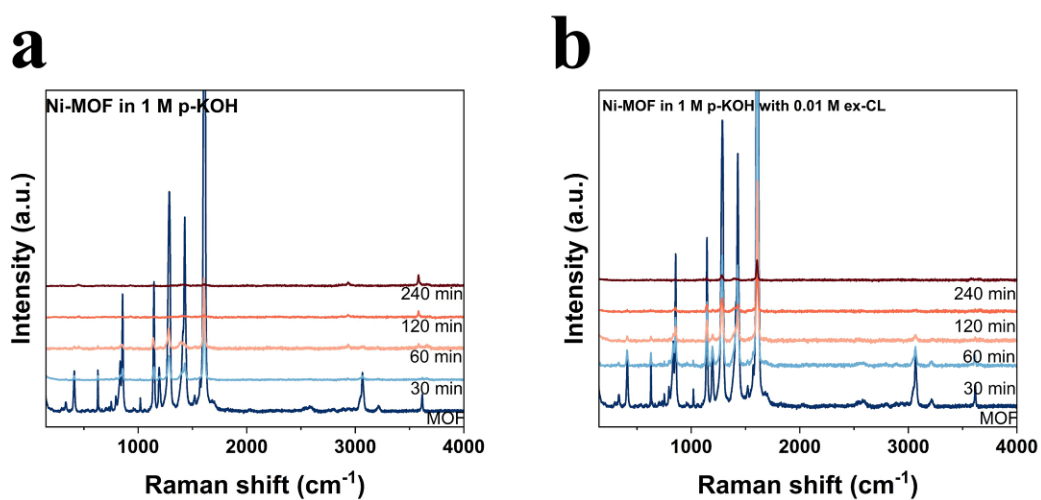 a
Ni-MOF in 1 M p-KOH
Intensity (a.u.)
240 min
120 min
60 min
30 min
MOF
1000 2000 3000 4000
Raman shift (cm⁻¹)
b
Ni-MOF in 1 M p-KOH with 0.01 M ex-CL
Intensity (a.u.)
240 min
120 min
60 min
30 min
MOF
1000 2000 3000 4000
Raman shift (cm⁻¹)